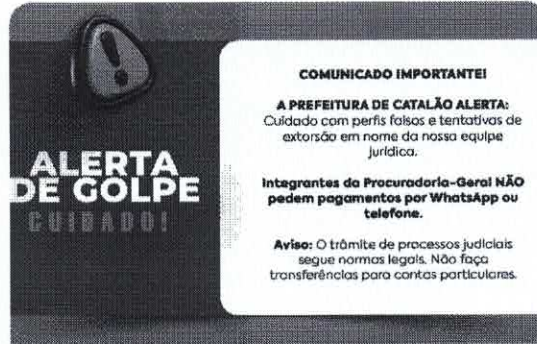 ALERTA
DE GOLPE
CUIDADO!
COMUNICADO IMPORTANTE!
A PREFEITURA DE CATALÃO ALERTA:
Cuidado com perfis falsos e tentativas de
extorsão em nome da nossa equipe
jurídica.
Integrantes da Procuradoria-Geral NÃO
pedem pagamentos por WhatsApp ou
telefone.
Aviso: O trâmite de processos judiciais
segue normas legais. Não faça
transferências para contas particulares.